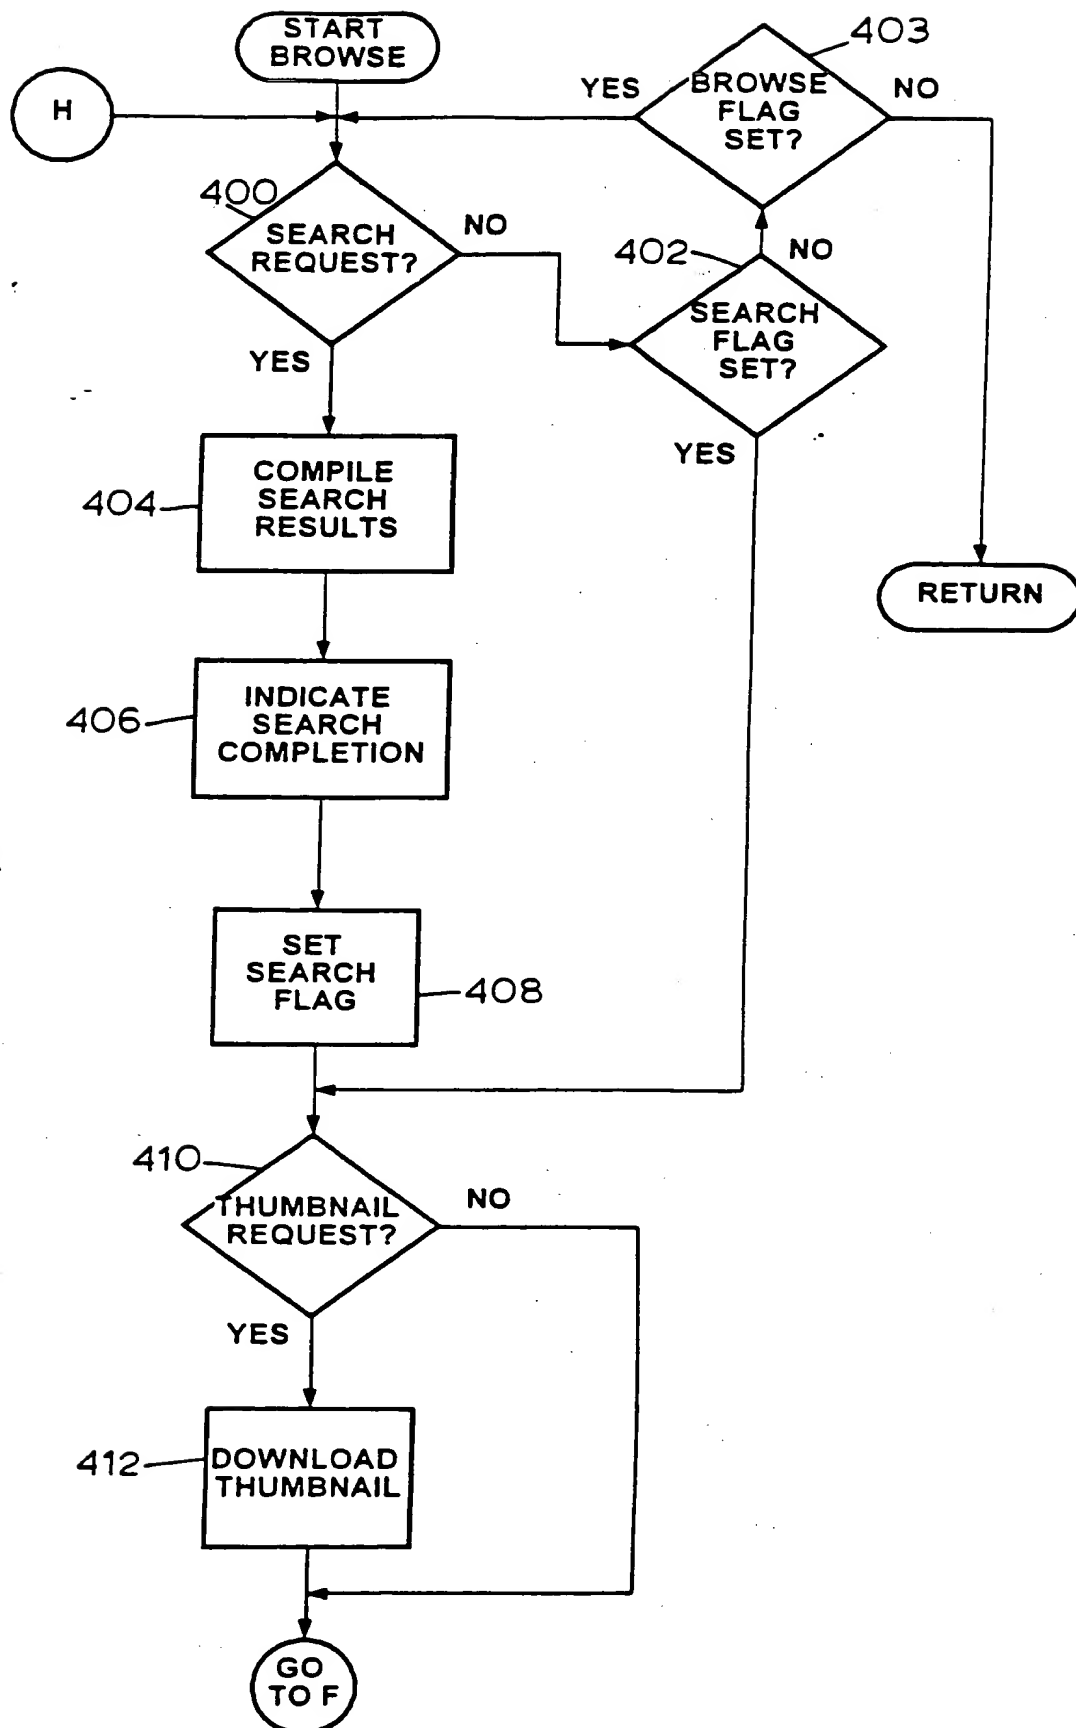 START
BROWSE
403
H
YES
BROWSE
FLAG
SET?
NO
400
SEARCH
REQUEST?
NO
402
NO
SEARCH
FLAG
SET?
YES
YES
404
COMPILE
SEARCH
RESULTS
RETURN
406
INDICATE
SEARCH
COMPLETION
SET
SEARCH
FLAG
408
410
THUMBNAIL
REQUEST?
NO
YES
412
DOWNLOAD
THUMBNAIL
GO
TO F